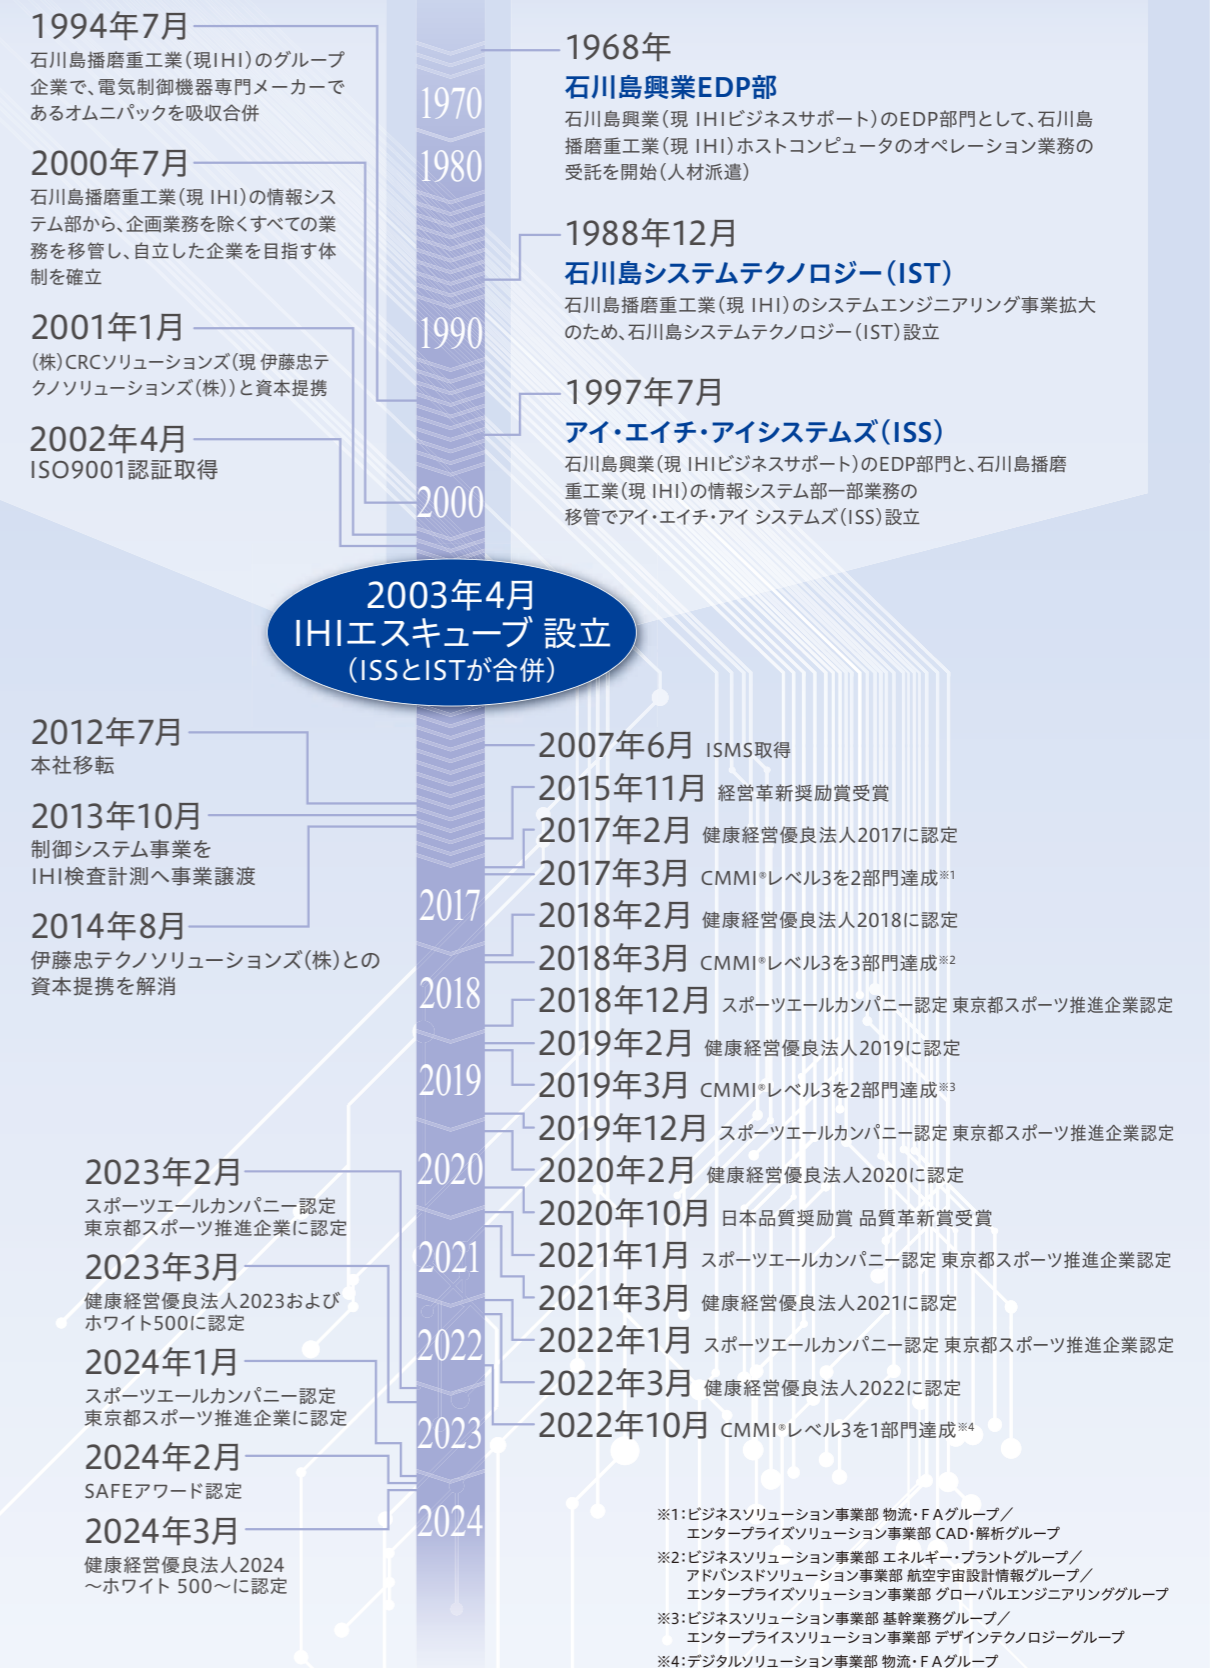 1994年7月
石川島播磨重工業（現IHI）のグループ
企業で、電気制御機器専門メーカーで
あるオムニパックを吸収合併
2000年7月
石川島播磨重工業（現 IHI）の情報シス
テム部から、企画業務を除くすべての業
務を移管し、自立した企業を目指す体
制を確立
2001年1月
（株）CRCソリューションズ（現 伊藤忠テ
クノソリューションズ（株））と資本提携
2002年4月
ISO9001認証取得
1970
1980
1990
2000
1968年
石川島興業EDP部
石川島興業（現 IHIビジネスサポート）のEDP部門として、石川島
播磨重工業（現 IHI）ホストコンピュータのオペレーション業務の
受託を開始（人材派遣）
1988年12月
石川島システムテクノロジー（IST）
石川島播磨重工業（現 IHI）のシステムエンジニアリング事業拡大
のため、石川島システムテクノロジー（IST）設立
1997年7月
アイ・エイチ・アイシステムズ（ISS）
石川島興業（現 IHIビジネスサポート）のEDP部門と、石川島播磨
重工業（現 IHI）の情報システム部一部業務の
移管でアイ・エイチ・アイ システムズ（ISS）設立
2003年4月
IHIエスキューブ 設立
（ISSとISTが合併）
2012年7月
本社移転
2013年10月
制御システム事業を
IHI検査計測へ事業譲渡
2014年8月
伊藤忠テクノソリューションズ（株）との
資本提携を解消
2023年2月
スポーツエールカンパニー認定
東京都スポーツ推進企業に認定
2023年3月
健康経営優良法人2023および
ホワイト500に認定
2024年1月
スポーツエールカンパニー認定
東京都スポーツ推進企業に認定
2024年2月
SAFEアワード認定
2024年3月
健康経営優良法人2024
～ホワイト 500～に認定
2017
2018
2019
2020
2021
2022
2023
2024
2007年6月 ISMS取得
2015年11月 経営革新奨励賞受賞
2017年2月 健康経営優良法人2017に認定
2017年3月 CMMI®レベル3を2部門達成※1
2018年2月 健康経営優良法人2018に認定
2018年3月 CMMI®レベル3を3部門達成※2
2018年12月 スポーツエールカンパニー認定 東京都スポーツ推進企業認定
2019年2月 健康経営優良法人2019に認定
2019年3月 CMMI®レベル3を2部門達成※3
2019年12月 スポーツエールカンパニー認定 東京都スポーツ推進企業認定
2020年2月 健康経営優良法人2020に認定
2020年10月 日本品質奨励賞 品質革新賞受賞
2021年1月 スポーツエールカンパニー認定 東京都スポーツ推進企業認定
2021年3月 健康経営優良法人2021に認定
2022年1月 スポーツエールカンパニー認定 東京都スポーツ推進企業認定
2022年3月 健康経営優良法人2022に認定
2022年10月 CMMI®レベル3を1部門達成※4
※1：ビジネスソリューション事業部 物流・FAグループ／
エンタープライズソリューション事業部 CAD・解析グループ
※2：ビジネスソリューション事業部 エネルギー・プラントグループ／
アドバンスドソリューション事業部 航空宇宙設計情報グループ／
エンタープライズソリューション事業部 グローバルエンジニアリンググループ
※3：ビジネスソリューション事業部 基幹業務グループ／
エンタープライスソリューション事業部 デザインテクノロジーグループ
※4：デジタルソリューション事業部 物流・FAグループ